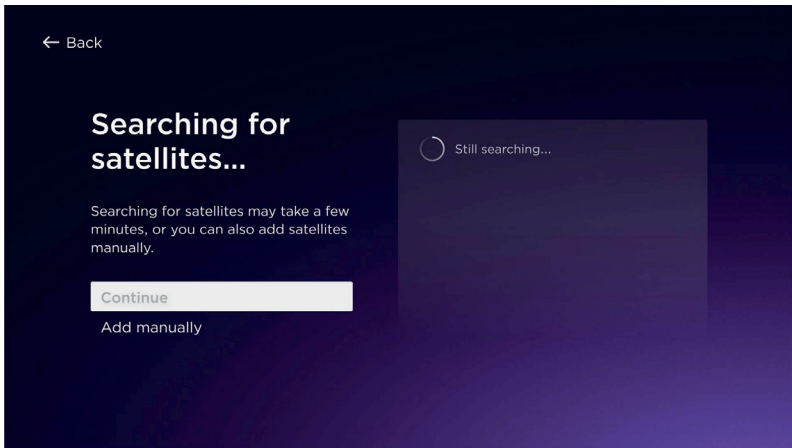 ← Back
Searching for
satellites...
Still searching...
Searching for satellites may take a few
minutes, or you can also add satellites
manually.
Continue
Add manually